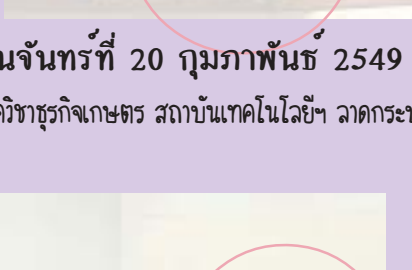 นจันทร์ที่ 20 กุมภาพันธ์ 2549
วิชาธุรกิจเกษตร สถาบันเทคโนโลยีฯ ลาดกระ